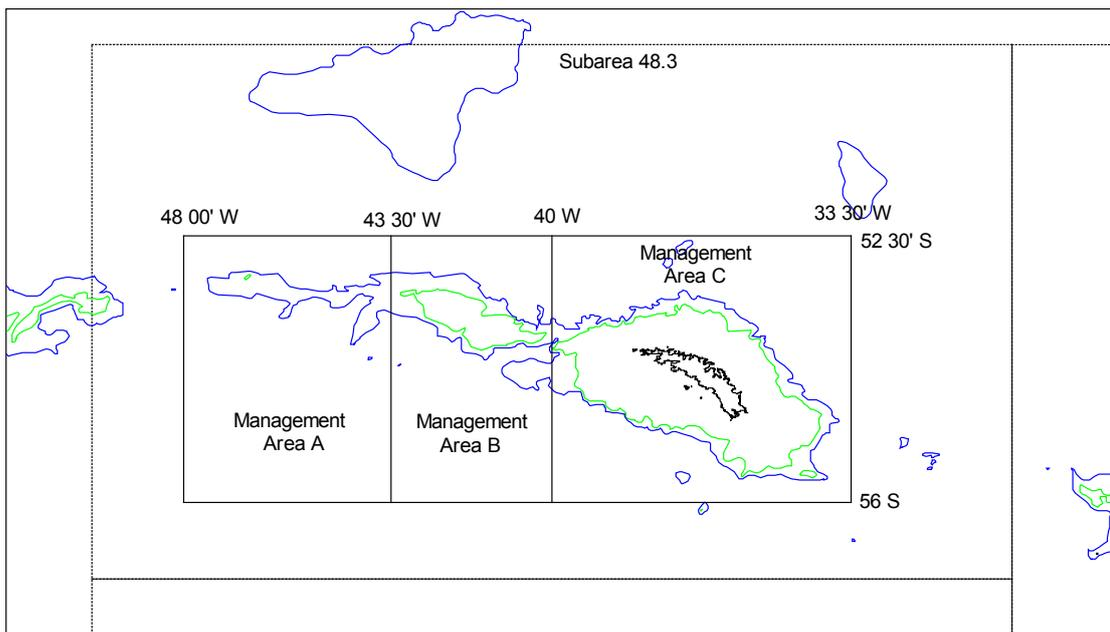 Subarea 48.3
48 00' W
43 30' W
40 W
33 30' W
52 30' S
Management
Area C
Management
Area A
Management
Area B
56 S